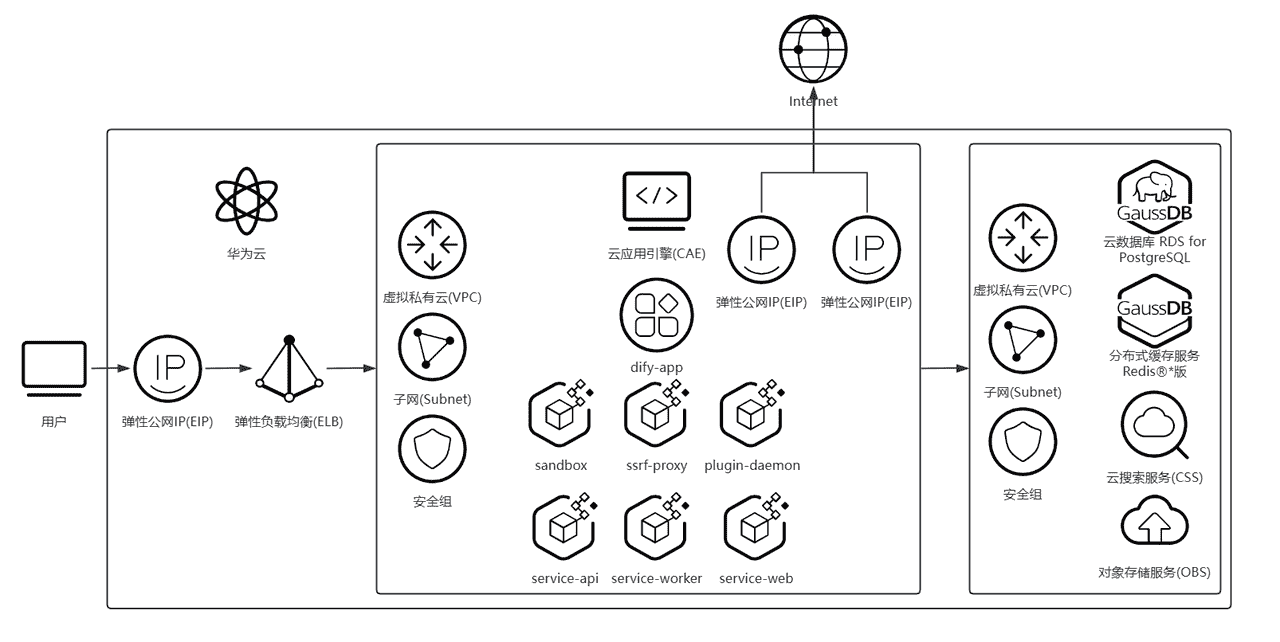 Internet
华为云
用户
IP
弹性公网IP(EIP)
弹性负载均衡(ELB)
虚拟私有云(VPC)
子网(Subnet)
安全组
</>
云应用引擎(CAE)
IP
弹性公网IP(EIP)
IP
弹性公网IP(EIP)
dify-app
sandbox
ssrf-proxy
plugin-daemon
service-api
service-worker
service-web
虚拟私有云(VPC)
子网(Subnet)
安全组
GaussDB
云数据库 RDS for
PostgreSQL
GaussDB
分布式缓存服务
Redis®*版
云搜索服务(CSS)
对象存储服务(OBS)